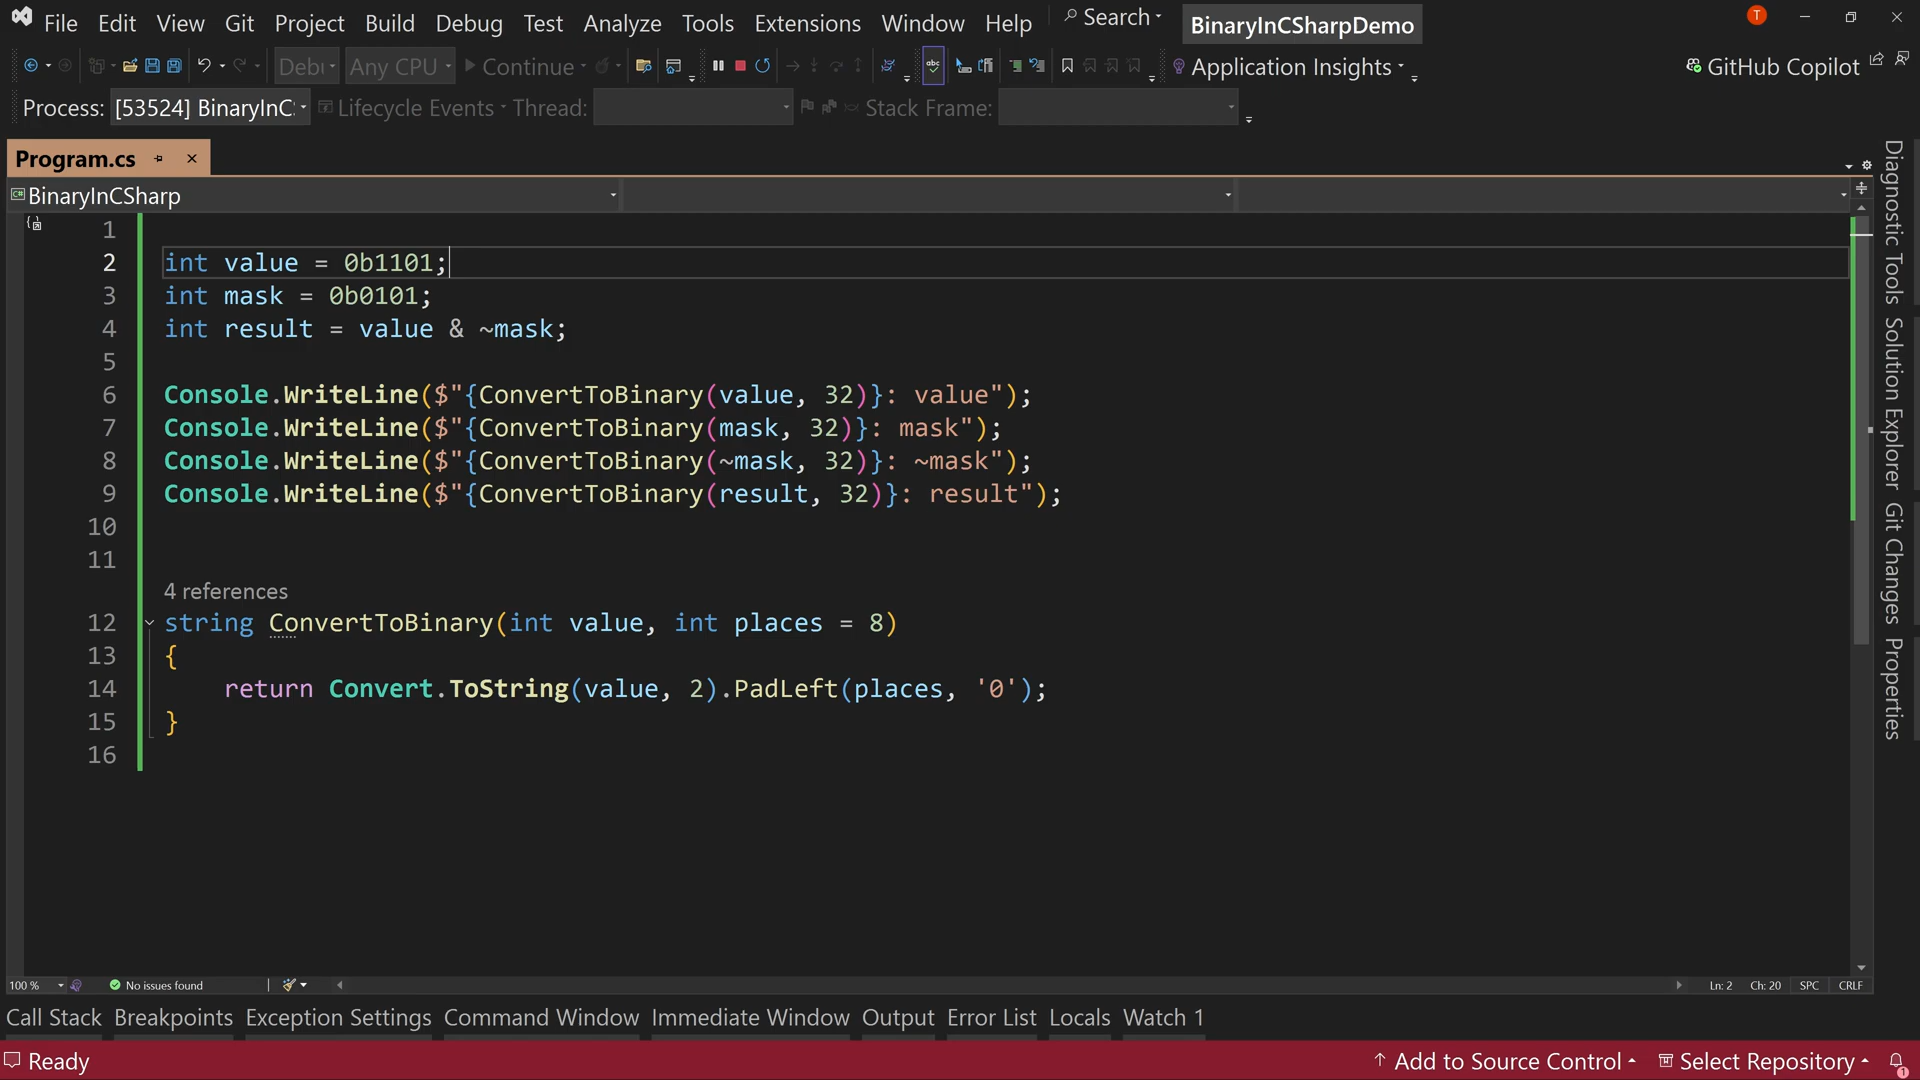 File Edit View Git Project Build Debug Test Analyze Tools Extensions Window Help Search BinaryInCSharpDemo T
Debu Any CPU Continue abc Application Insights GitHub Copilot
Process: [53524] BinaryInC: Lifecycle Events Thread: Stack Frame:
Program.cs
C# BinaryInCSharp
1
2 int value = 0b1101;
3 int mask = 0b0101;
4 int result = value & ~mask;
5
6 Console.WriteLine($"{ConvertToBinary(value, 32)}: value");
7 Console.WriteLine($"{ConvertToBinary(mask, 32)}: mask");
8 Console.WriteLine($"{ConvertToBinary(~mask, 32)}: ~mask");
9 Console.WriteLine($"{ConvertToBinary(result, 32)}: result");
10
11
4 references
12 string ConvertToBinary(int value, int places = 8)
13 {
14 return Convert.ToString(value, 2).PadLeft(places, '0');
15 }
16
Diagnostic Tools
Solution Explorer
Git Changes
Properties
100 % No issues found Ln: 2 Ch: 20 SPC CRLF
Call Stack Breakpoints Exception Settings Command Window Immediate Window Output Error List Locals Watch 1
Ready Add to Source Control Select Repository 1